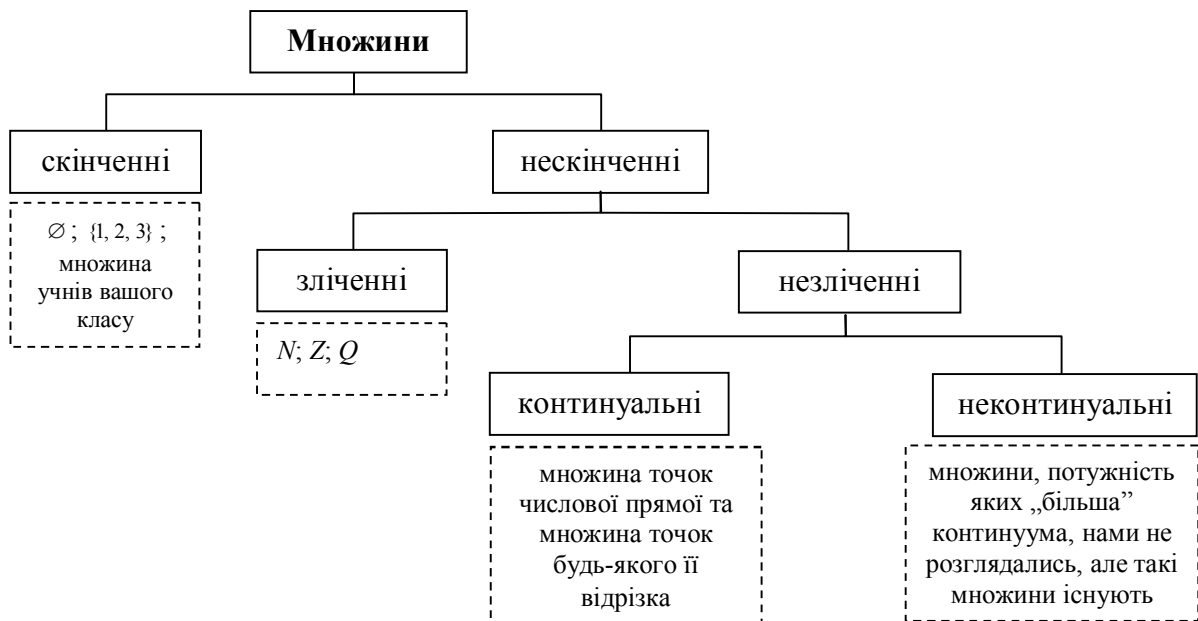 Множини
скінченні
нескінченні
∅ ; {1, 2, 3} ;
множина
учнів вашого
класу
зліченні
незліченні
N; Z; Q
континуальні
неконтинуальні
множина точок
числової прямої та
множина точок
будь-якого її
відрізка
множини, потужність
яких „більша”
континуума, нами не
розглядались, але такі
множини існують